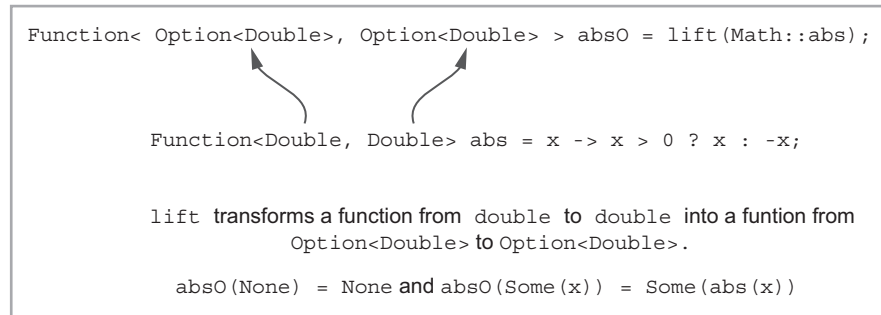 Function< Option<Double>, Option<Double> > absO = lift(Math::abs);
Function<Double, Double> abs = x -> x > 0 ? x : -x;
lift transforms a function from double to double into a funtion from
Option<Double> to Option<Double>.
absO(None) = None and absO(Some(x)) = Some(abs(x))